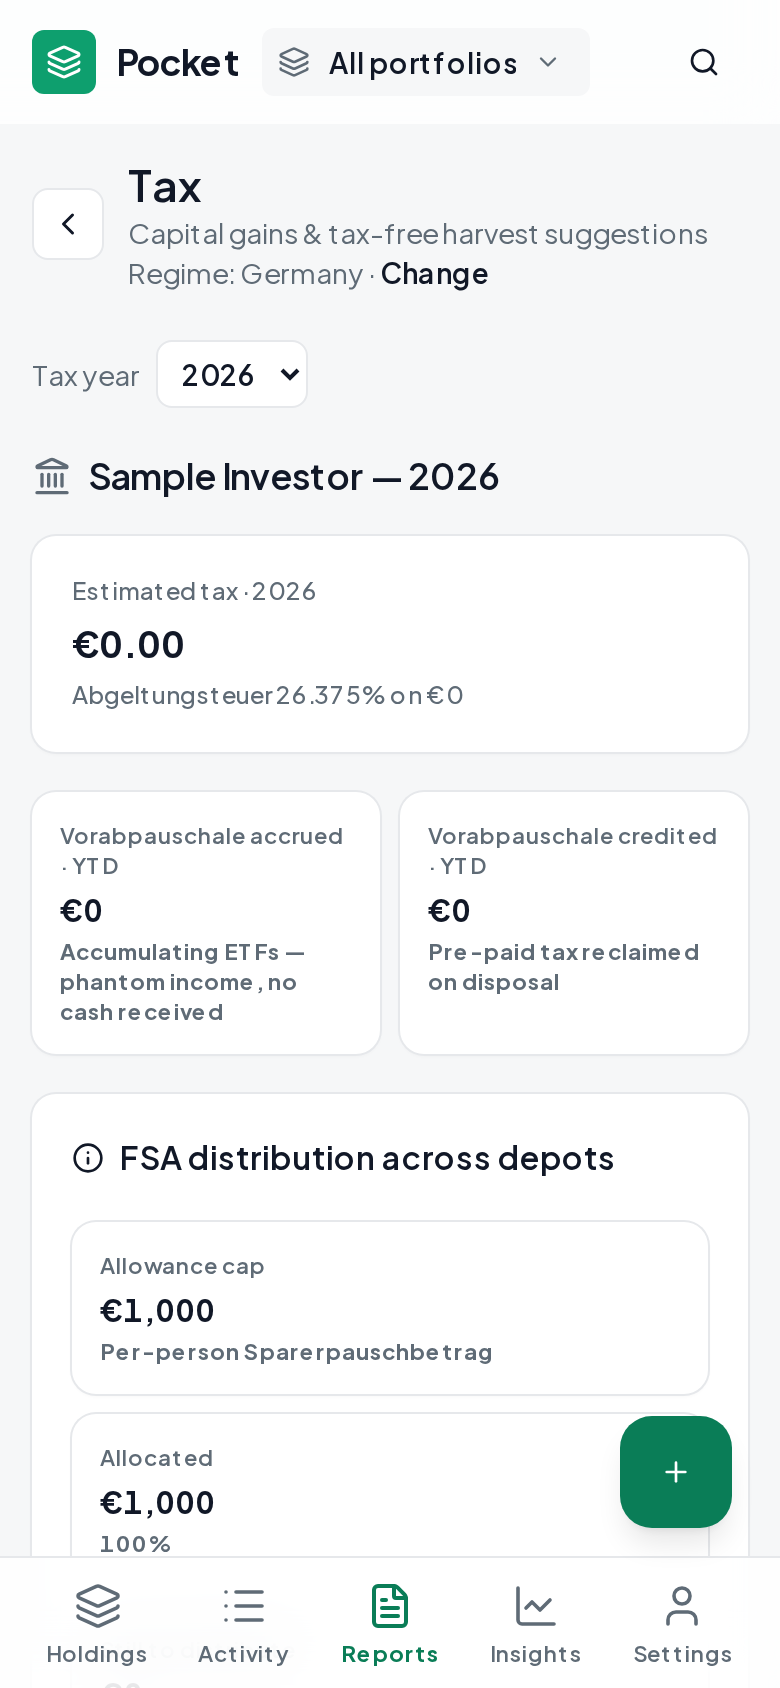 Pocket
All portfolios
Tax
Capital gains & tax-free harvest suggestions
Regime: Germany · Change
Tax year
2026
Sample Investor — 2026
Estimated tax · 2026
€0.00
Abgeltungsteuer 26.375% on €0
Vorabpauschale accrued
· YTD
€0
Accumulating ETFs —
phantom income, no
cash received
Vorabpauschale credited
· YTD
€0
Pre-paid tax reclaimed
on disposal
FSA distribution across depots
Allowance cap
€1,000
Per-person Sparerpauschbetrag
Allocated
€1,000
100%
Holdings
Activity
Reports
Insights
Settings